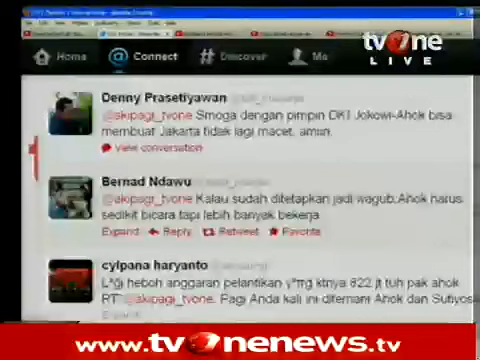 Home @ Connect # Discover Me
tvOne
LIVE
Denny Prasetiyawan
@akipagi_tvone Smoga dengan pimpin DKI Jokowi-Ahok bisa
membuat Jakarta tidak lagi macet, amiin.
View conversation
Bernad Ndawu
@akipagi_tvone Kalau sudah ditetapkan jadi wagub,Ahok harus
sedikit bicara tapi lebih banyak bekerja
Expand Reply Retweet Favorite
cylpana haryanto
L*gi heboh anggaran pelantikan y*ng ktnya 822 jt tuh pak ahok
RT"@akipagi_tvone: Pagi Anda kali ini ditemani Ahok dan Sutiyos
Expand
www.tvOnenews.tv